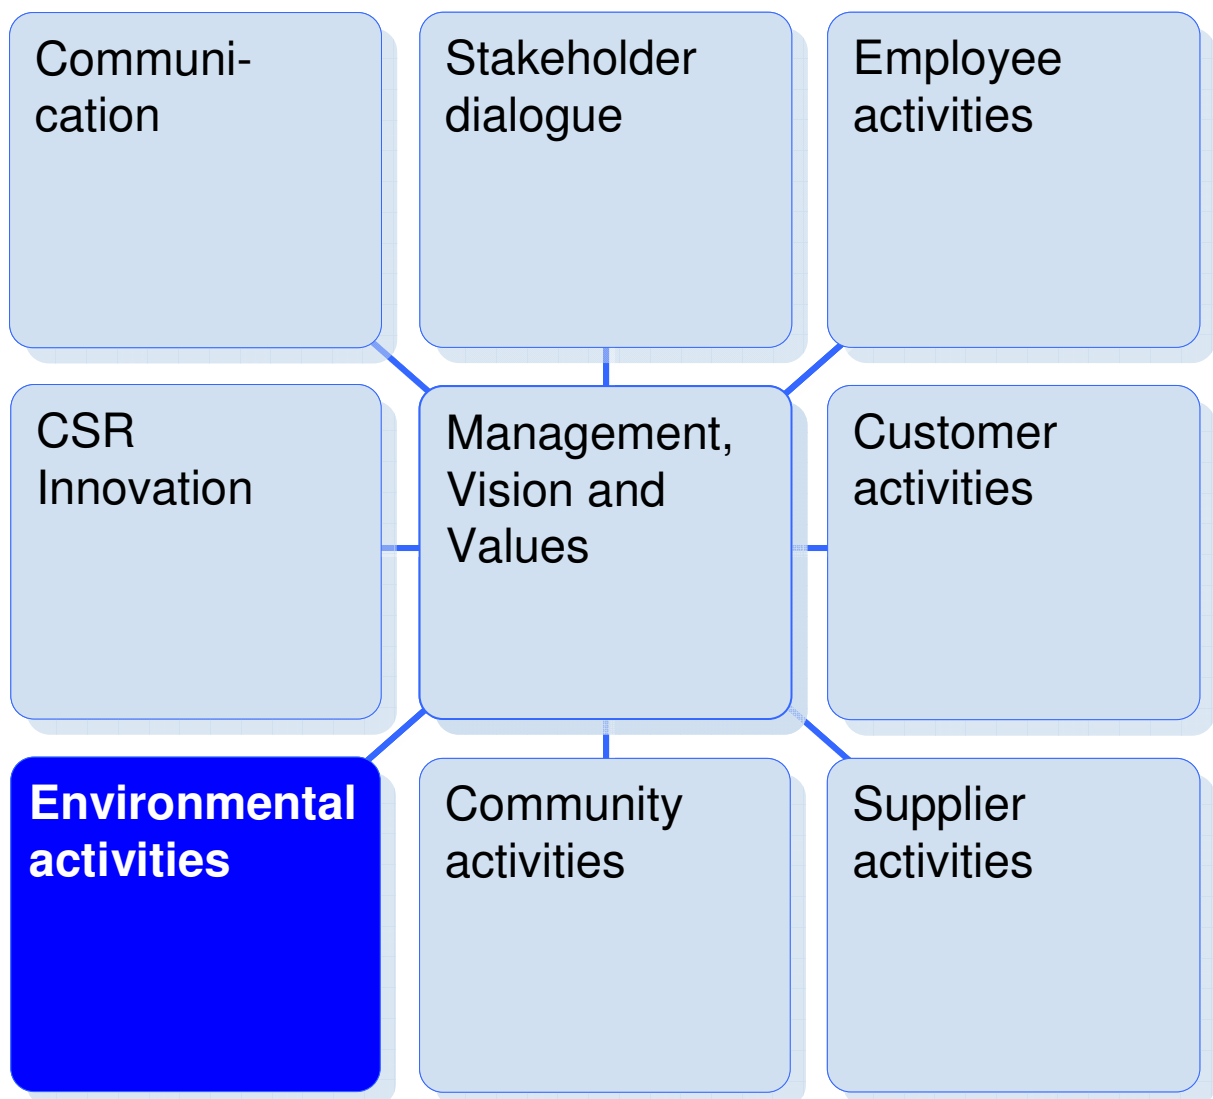 Communi-
cation
Stakeholder
dialogue
Employee
activities
CSR
Innovation
Management,
Vision and
Values
Customer
activities
Environmental
activities
Community
activities
Supplier
activities